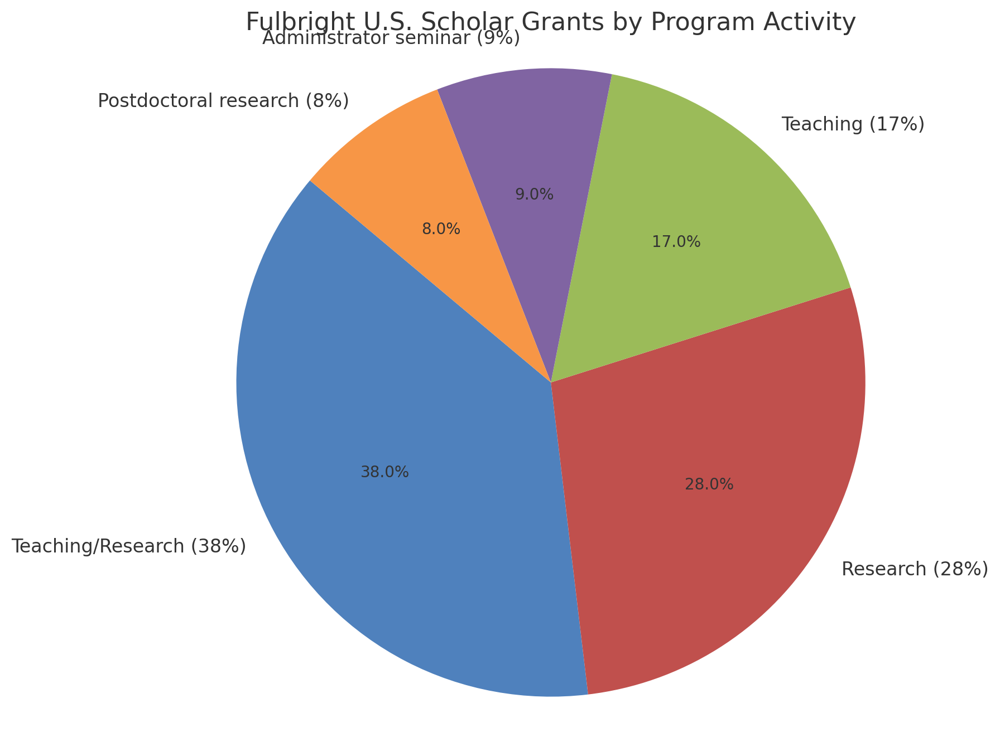 Fulbright U.S. Scholar Grants by Program Activity
Administrator seminar (9%)
Postdoctoral research (8%)
Teaching (17%)
9.0%
8.0%
17.0%
38.0%
28.0%
Teaching/Research (38%)
Research (28%)